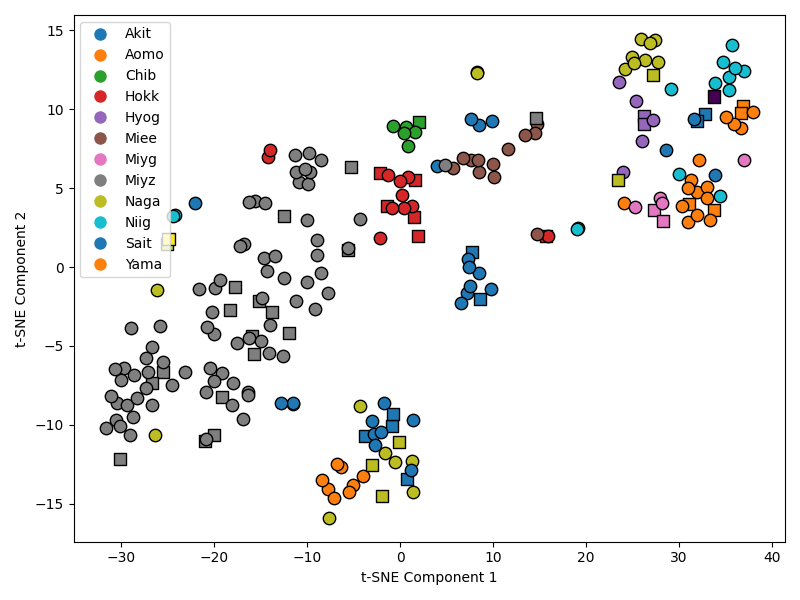 15
10
5
0
−5
−10
−15
t-SNE Component 2
Akit
Aomo
Chib
Hokk
Hyog
Miee
Miyg
Miyz
Naga
Niig
Sait
Yama
−30
−20
−10
0
10
20
30
40
t-SNE Component 1